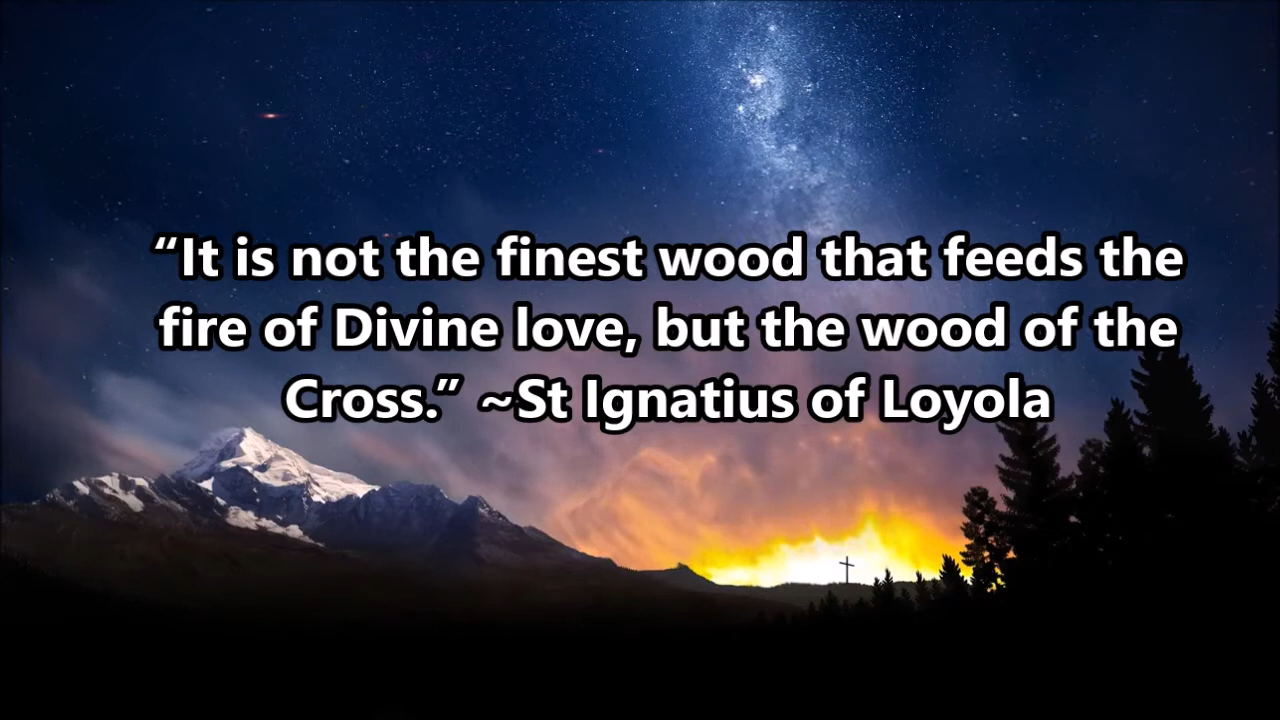 “It is not the finest wood that feeds the
fire of Divine love, but the wood of the
Cross.” ~St Ignatius of Loyola